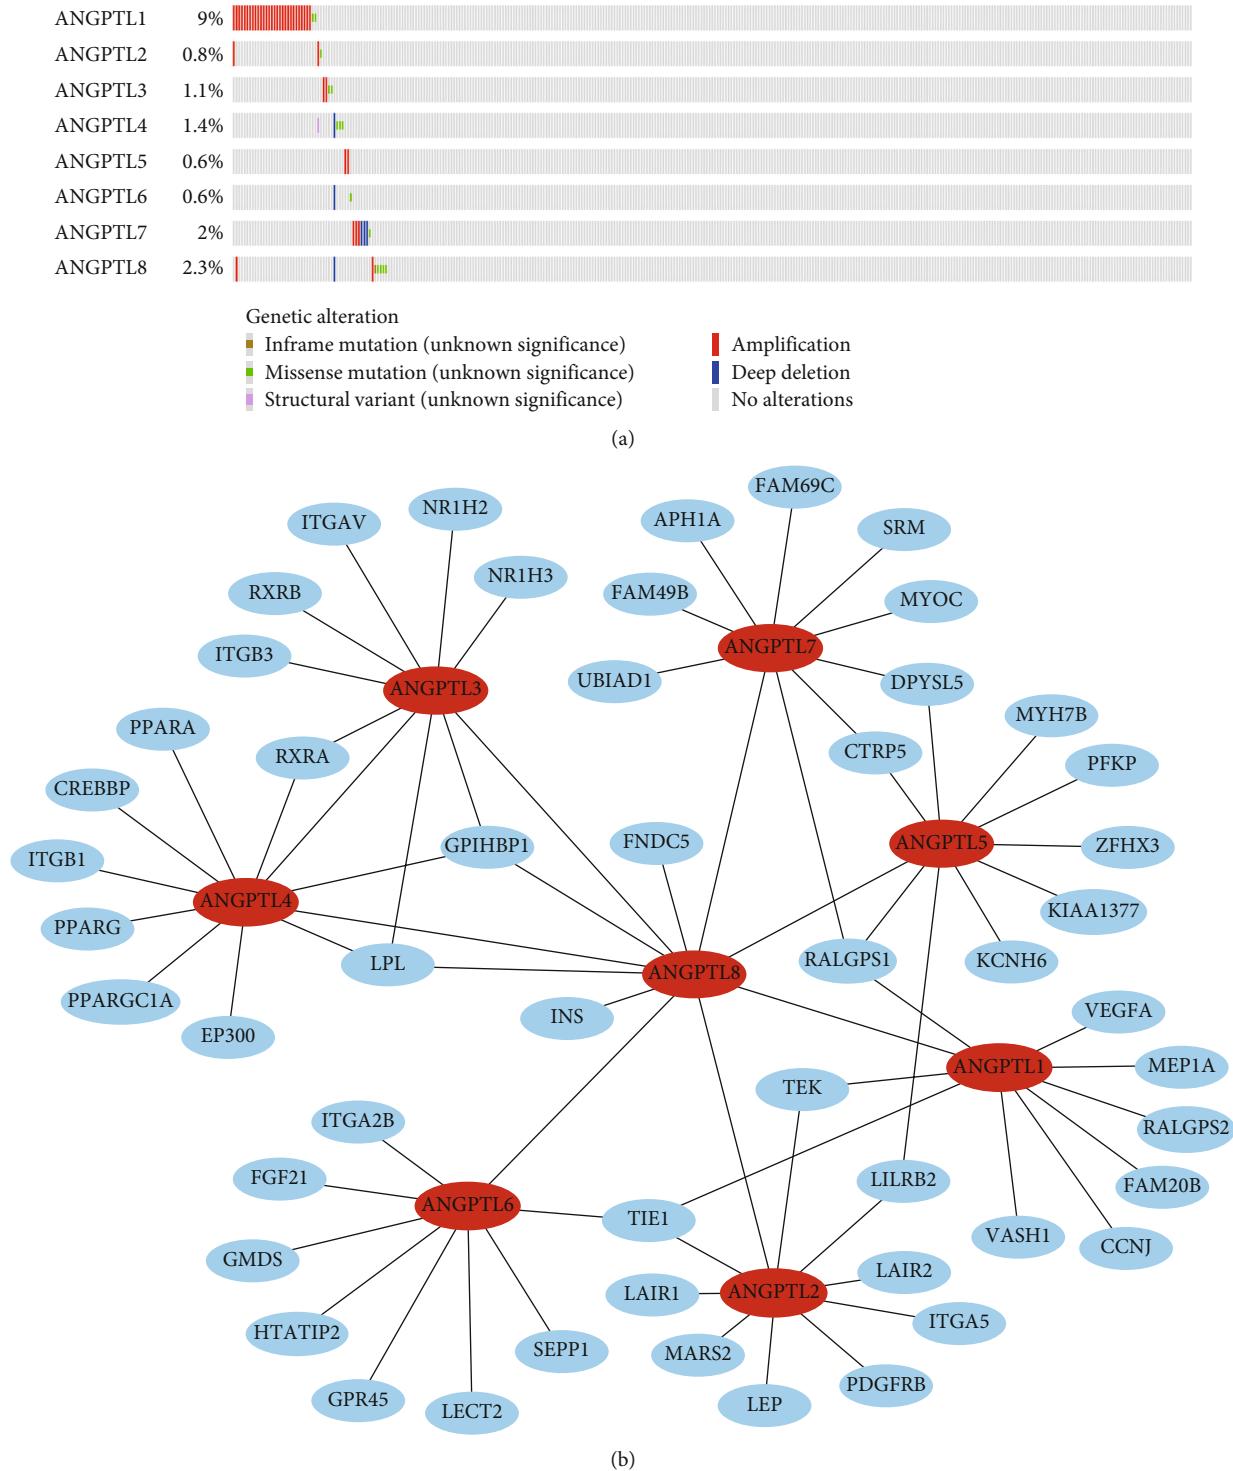 ANGPTL1 9%
ANGPTL2 0.8%
ANGPTL3 1.1%
ANGPTL4 1.4%
ANGPTL5 0.6%
ANGPTL6 0.6%
ANGPTL7 2%
ANGPTL8 2.3%
Genetic alteration
Inframe mutation (unknown significance)
Missense mutation (unknown significance)
Structural variant (unknown significance)
Amplification
Deep deletion
No alterations
(a)
FAM69C
NR1H2
ITGAV
APH1A
SRM
NR1H3
RXRB
FAM49B
MYOC
ITGB3
ANGPTL7
ANGPTL3
UBIAD1
DPYSL5
PPARA
MYH7B
RXRA
CTRP5
PFKP
CREBBP
GPIHBP1
FNDC5
ANGPTL5
ZFHX3
ITGB1
ANGPTL4
KIAA1377
PPARG
LPL
ANGPTL8
RALGPS1
KCNH6
PPARGC1A
INS
VEGFA
EP300
ANGPTL1
MEP1A
TEK
ITGA2B
RALGPS2
FGF21
LILRB2
FAM20B
ANGPTL6
TIE1
VASH1
CCNJ
GMDS
LAIR2
LAIR1
ANGPTL2
ITGA5
HTATIP2
SEPP1
MARS2
PDGFRB
GPR45
LECT2
LEP
(b)